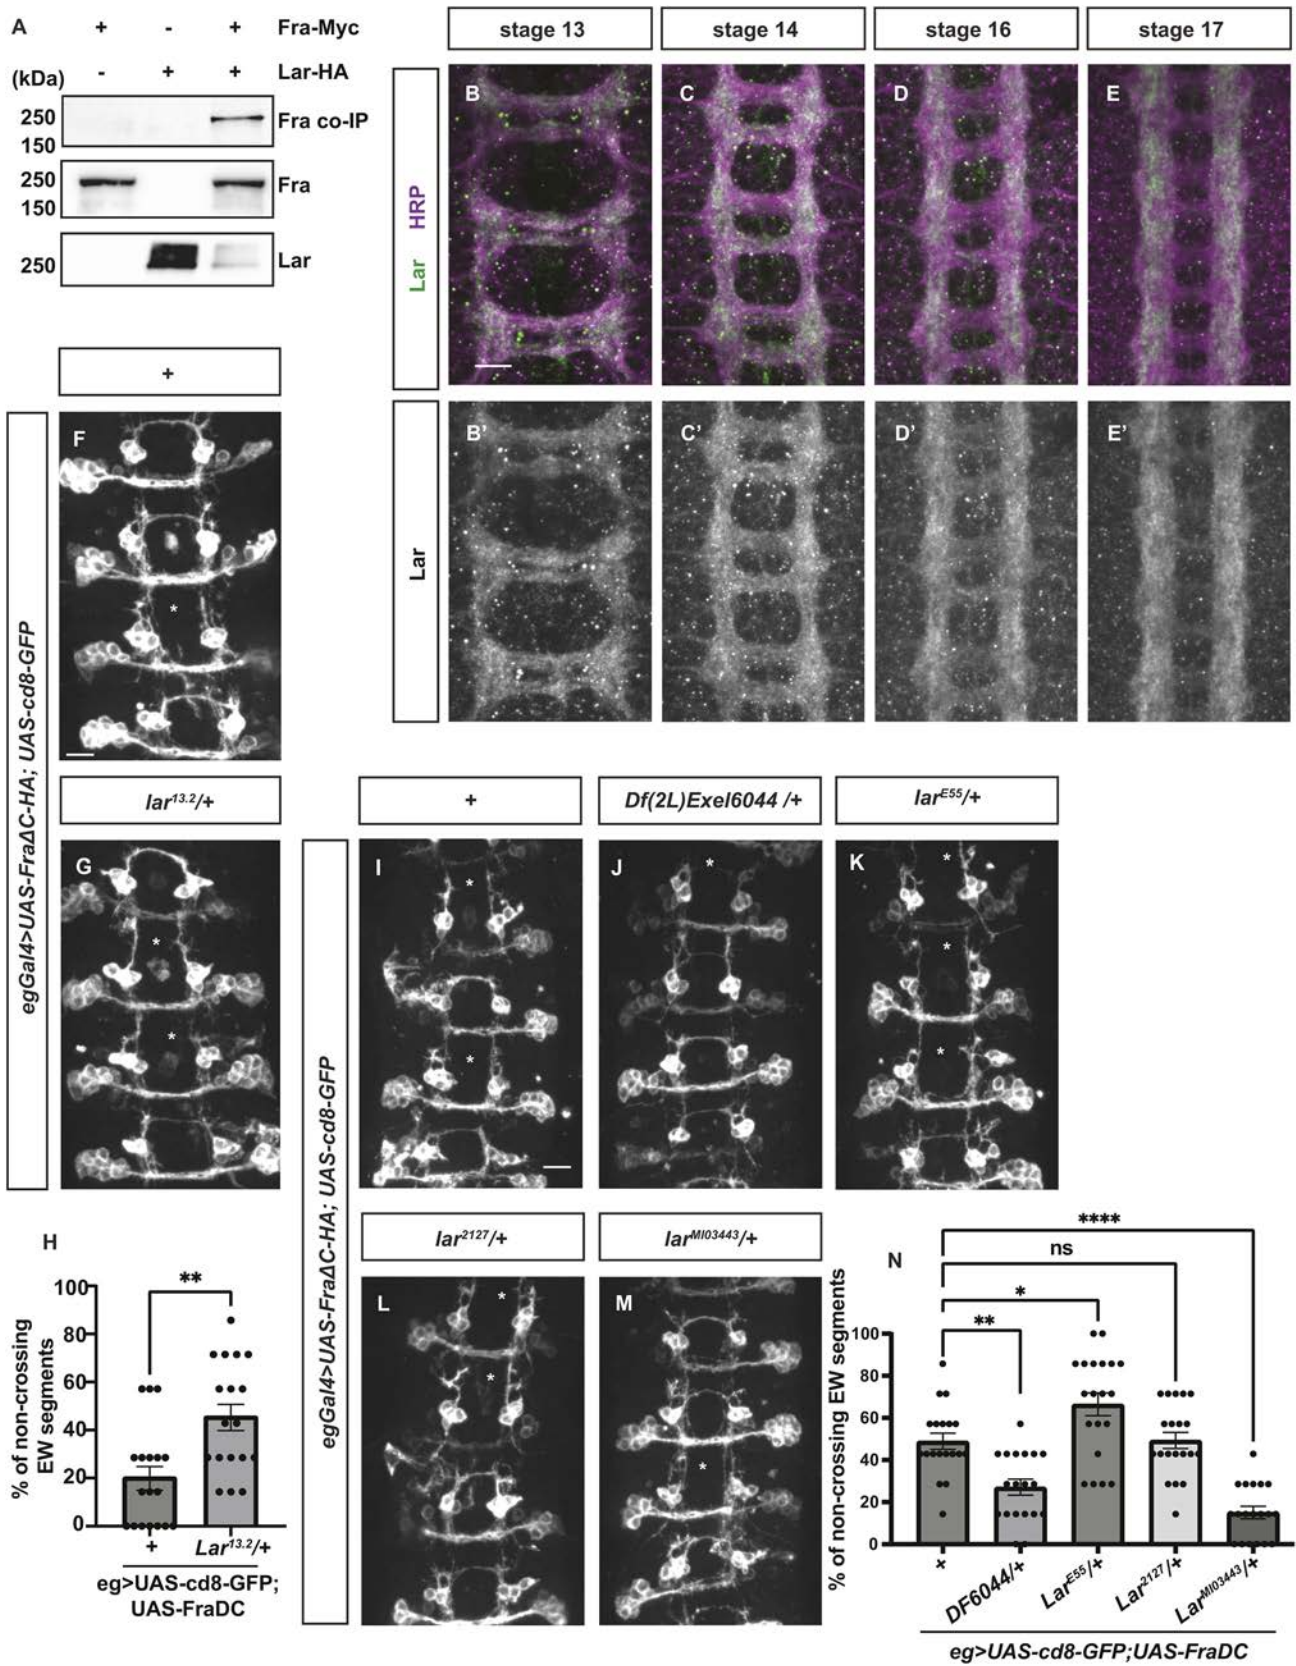 A
+ - + Fra-Myc
(kDa) - + + Lar-HA
250
150
Fra co-IP
250
150
Fra
250
Lar
stage 13
stage 14
stage 16
stage 17
Lar HRP
B
C
D
E
Lar
B'
C'
D'
E'
+
egGal4>UAS-FraΔC-HA; UAS-cd8-GFP
F
*
lar13.2/+
G
*
*
+
Df(2L)Exel6044 /+
larE55/+
egGal4>UAS-FraΔC-HA; UAS-cd8-GFP
I
*
*
J
*
K
*
*
*
lar2127/+
larMI03443/+
L
*
*
M
*
H
**
% of non-crossing
EW segments
100
80
60
40
20
0
+
Lar13.2/+
eg>UAS-cd8-GFP;
UAS-FraDC
N
****
ns
*
**
% of non-crossing EW segments
100
80
60
40
20
0
+
DF6044/+
LarE55/+
Lar2127/+
LarMI03443/+
eg>UAS-cd8-GFP;UAS-FraDC